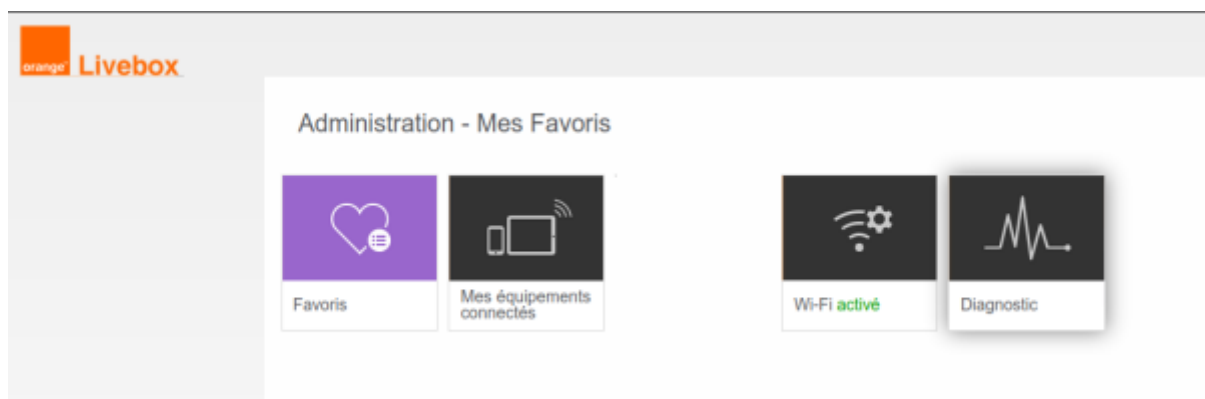 orange
Livebox
Administration - Mes Favoris
Favoris
Mes équipements
connectés
Wi-Fi activé
Diagnostic